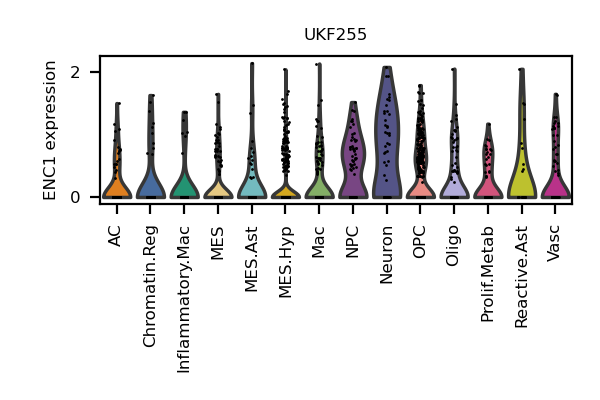 UKF255
ENC1 expression
2
0
AC
Chromatin.Reg
Inflammatory.Mac
MES
MES.Ast
MES.Hyp
Mac
NPC
Neuron
OPC
Oligo
Prolif.Metab
Reactive.Ast
Vasc